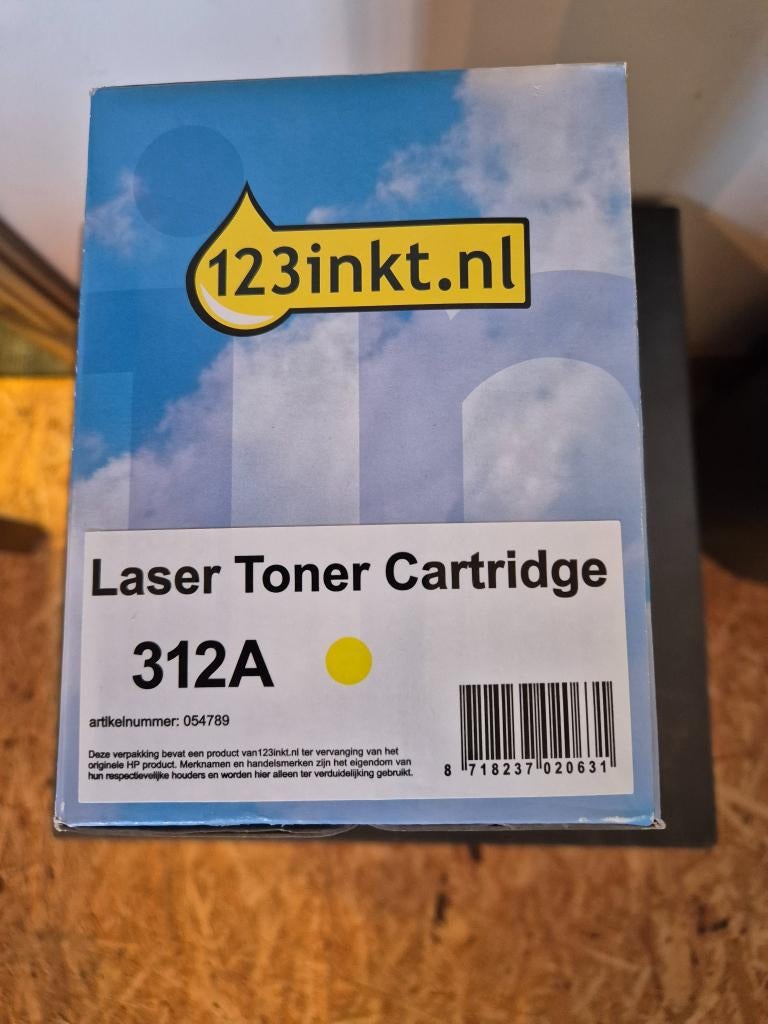 123inkt.nl
Laser Toner Cartridge
312A
artikelnummer: 054789
Deze verpakking bevat een product van123inkt.nl ter vervanging van het
originele HP product. Merknamen en handelsmerken zijn het eigendom van
hun respectievelijke houders en worden hier alleen ter verduidelijking gebruikt.
8 718237 020631